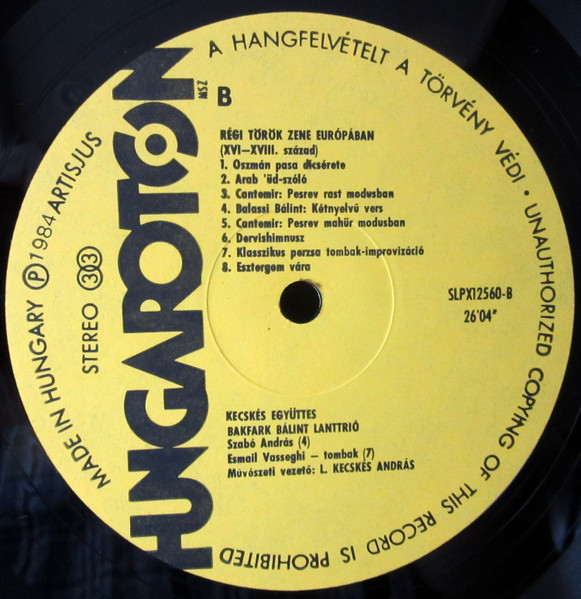 A HANGFELVÉTELT A TÖRVÉNY VÉDI • UNAUTHORIZED COPYING OF THIS RECORD IS PROHIBITED
MADE IN HUNGARY Ⓟ 1984 ARTISJUS
STEREO 33
HUNGAROTON
MSZ
B
RÉGI TÖRÖK ZENE EURÓPÁBAN
(XVI—XVIII. század)
1. Oszmán pasa dicsérete
2. Arab 'üd-szóló
3. Cantemir: Pesrev rast modusban
4. Balassi Bálint: Kétnyelvű vers
5. Cantemir: Pesrev mahür modusban
6. Dervishimnusz
7. Klasszikus perzsa tombak-improvizáció
8. Esztergom vára
SLPX12560-B
26'04"
KECSKÉS EGYÜTTES
BAKFARK BÁLINT LANTTRIÓ
Szabó András (4)
Esmail Vasseghi — tombak (7)
Művészeti vezető: L. KECSKÉS ANDRÁS